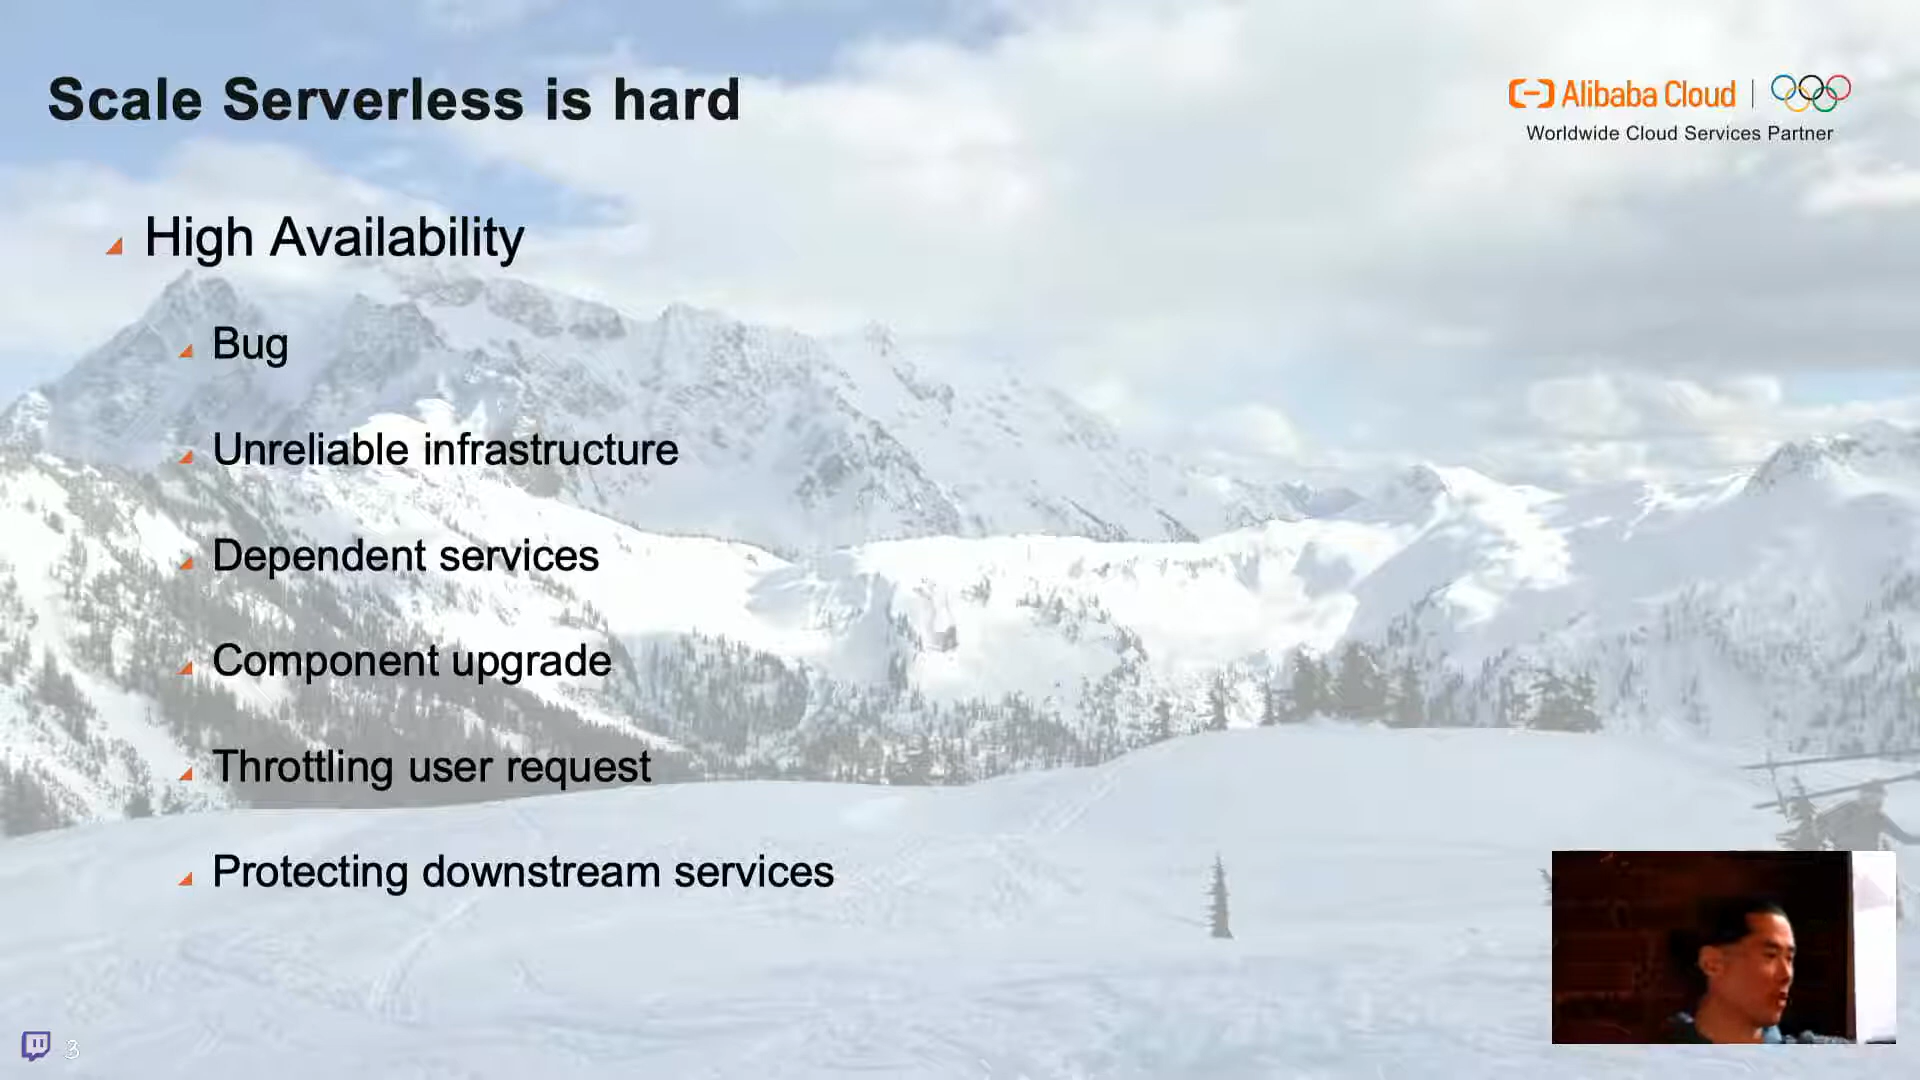 Scale Serverless is hard
Alibaba Cloud
Worldwide Cloud Services Partner
High Availability
Bug
Unreliable infrastructure
Dependent services
Component upgrade
Throttling user request
Protecting downstream services
3